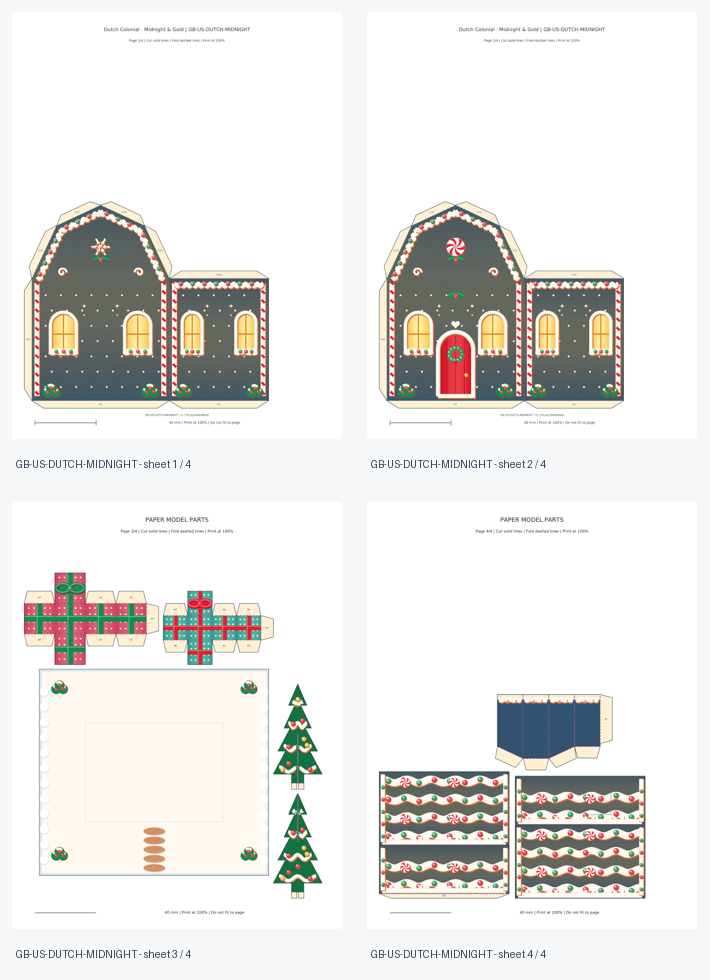 Dutch Colonial · Midnight & Gold | GB-US-DUTCH-MIDNIGHT
Page 1/4 | Cut solid lines | Fold dashed lines | Print at 100%
40 mm | Print at 100% | Do not fit to page
GB-US-DUTCH-MIDNIGHT - sheet 1 / 4
Dutch Colonial · Midnight & Gold | GB-US-DUTCH-MIDNIGHT
Page 2/4 | Cut solid lines | Fold dashed lines | Print at 100%
40 mm | Print at 100% | Do not fit to page
GB-US-DUTCH-MIDNIGHT - sheet 2 / 4
PAPER MODEL PARTS
Page 3/4 | Cut solid lines | Fold dashed lines | Print at 100%
40 mm | Print at 100% | Do not fit to page
GB-US-DUTCH-MIDNIGHT - sheet 3 / 4
PAPER MODEL PARTS
Page 4/4 | Cut solid lines | Fold dashed lines | Print at 100%
40 mm | Print at 100% | Do not fit to page
GB-US-DUTCH-MIDNIGHT - sheet 4 / 4